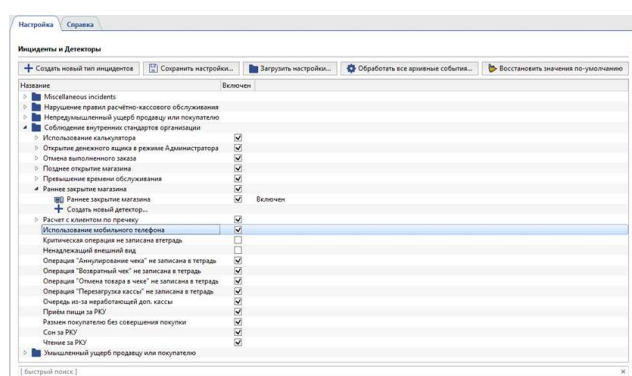 Настройка Справка
Инциденты и Детекторы
Создать новый тип инцидентов Сохранить настройки... Загрузить настройки... Обработать все архивные события... Восстановить значения по-умолчанию
Название Включен
Miscellaneous incidents
Нарушение правил расчётно-кассового обслуживания
Непредумышленный ущерб продавцу или покупателю
Соблюдение внутренних стандартов организации
Использование калькулятора
Открытие денежного ящика в режиме Администратора
Отмена выполненного заказа
Позднее открытие магазина
Превышение времени обслуживания
Раннее закрытие магазина
Раннее закрытие магазина Включен
Создать новый детектор...
Расчет с клиентом по пречеку
Использование мобильного телефона
Критическая операция не записана втетрадь
Ненадлежащий внешний вид
Операция "Аннулирование чека" не записана в тетрадь
Операция "Возвратный чек" не записана в тетрадь
Операция "Отмена товара в чеке" не записана в тетрадь
Операция "Перезагрузка кассы" не записана в тетрадь
Очередь из-за неработающей доп. кассы
Приём пищи за РКУ
Размен покупателю без совершения покупки
Сон за РКУ
Чтение за РКУ
Умышленный ущерб продавцу или покупателю
[ быстрый поиск ]